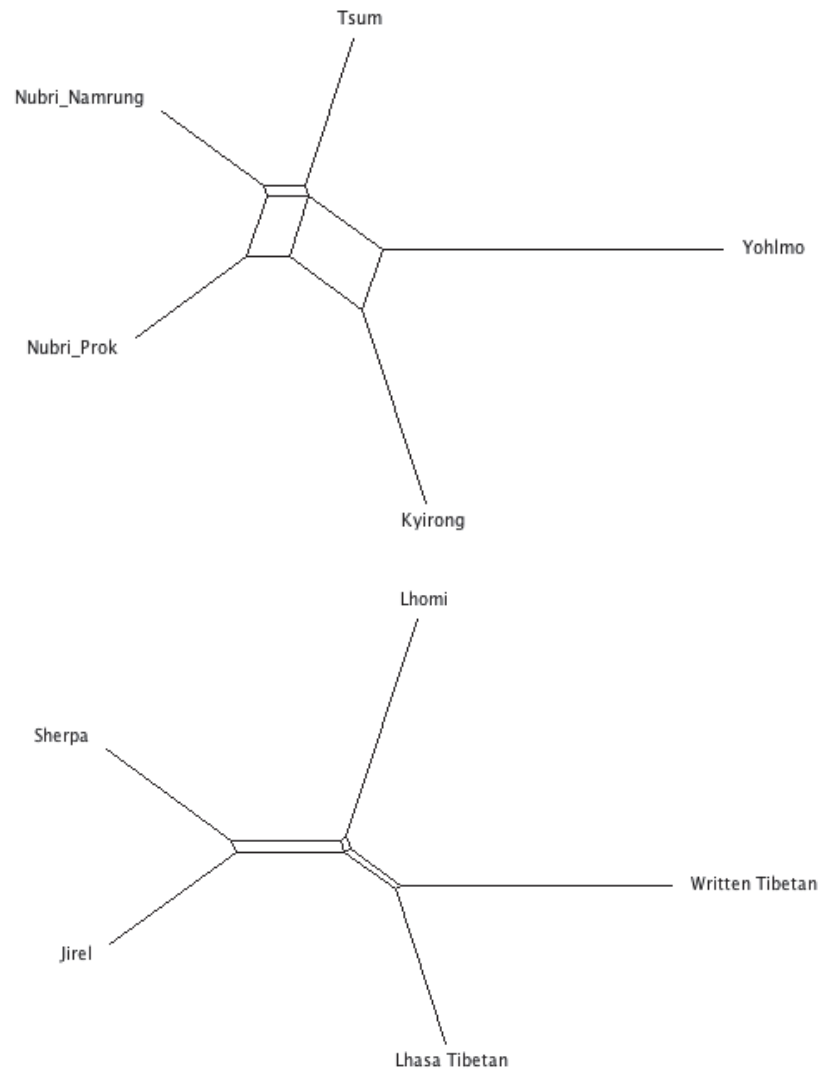 Tsum
Nubri_Namrung
Yohlmo
Nubri_Prok
Kyirong
Lhomi
Sherpa
Written Tibetan
Jirel
Lhasa Tibetan